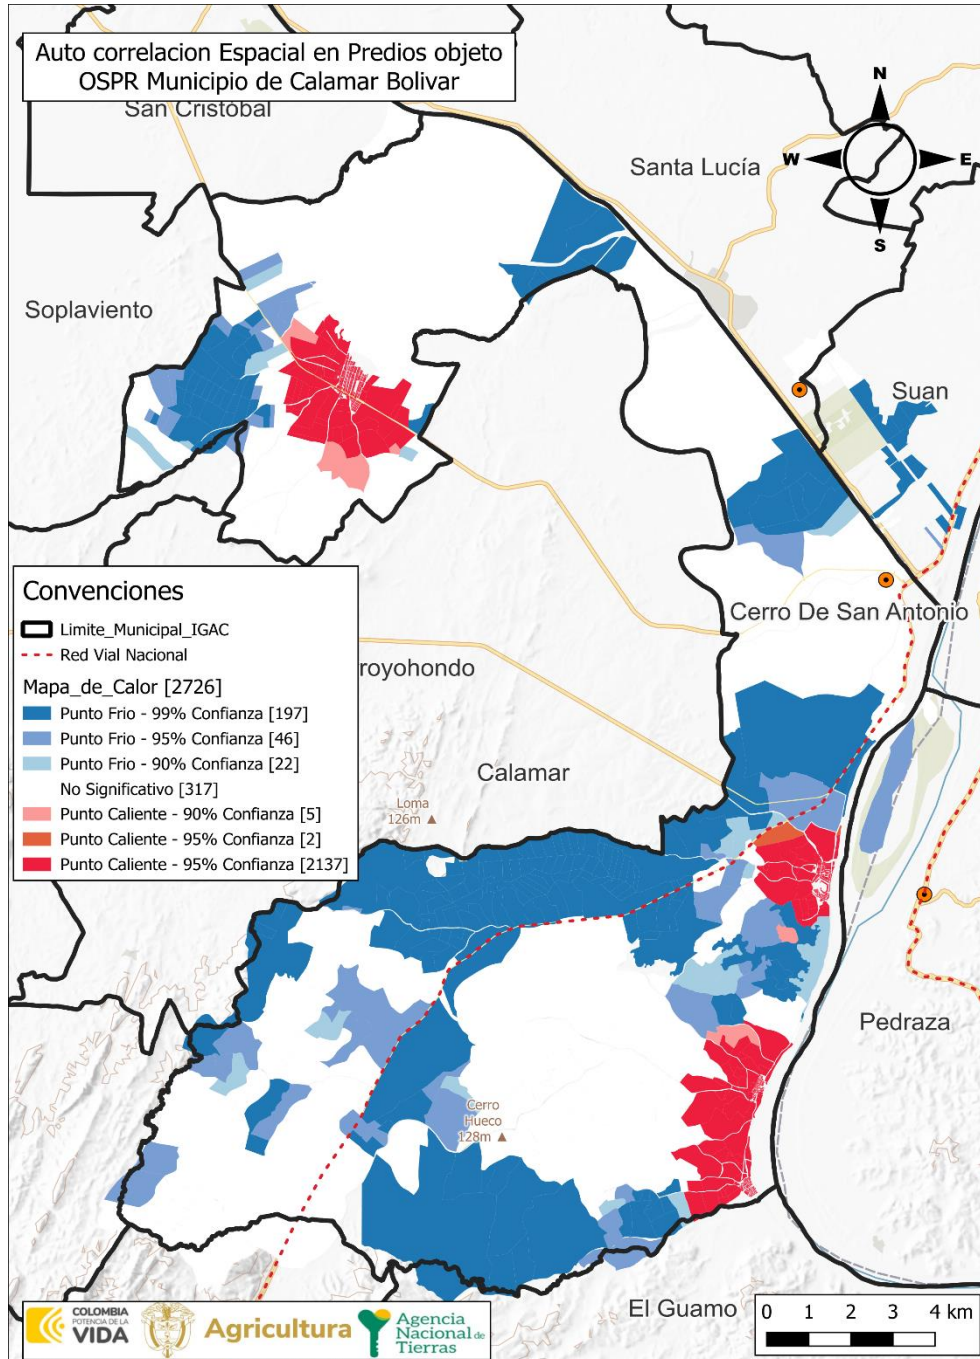 Auto correlacion Espacial en Predios objeto
OSPR Municipio de Calamar Bolivar
San Cristóbal
N
W
E
S
Santa Lucía
Soplaviento
Suan
Convenciones
Limite_Municipal_IGAC
Red Vial Nacional
Mapa_de_Calor [2726]
Punto Frio - 99% Confianza [197]
Punto Frio - 95% Confianza [46]
Punto Frio - 90% Confianza [22]
No Significativo [317]
Punto Caliente - 90% Confianza [5]
Punto Caliente - 95% Confianza [2]
Punto Caliente - 95% Confianza [2137]
Cerro De San Antonio
royohondo
Calamar
Loma
126m
Pedraza
Cerro
Hueco
128m
El Guamo
COLOMBIA
POTENCIA DE LA
VIDA
Agricultura
Agencia
Nacional de
Tierras
0 1 2 3 4 km